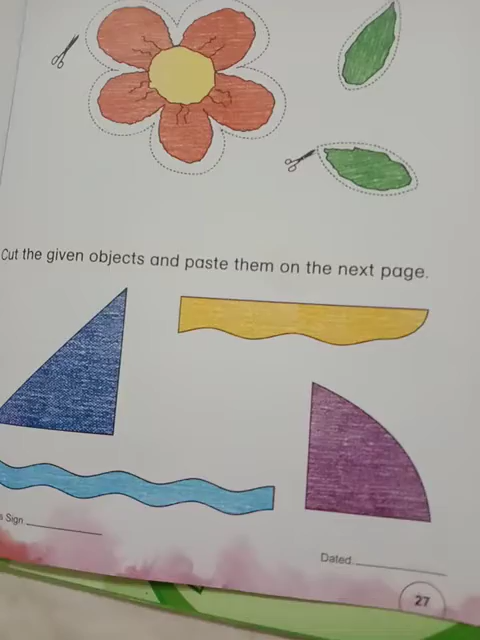 Cut the given objects and paste them on the next page.
Sign
Dated
27